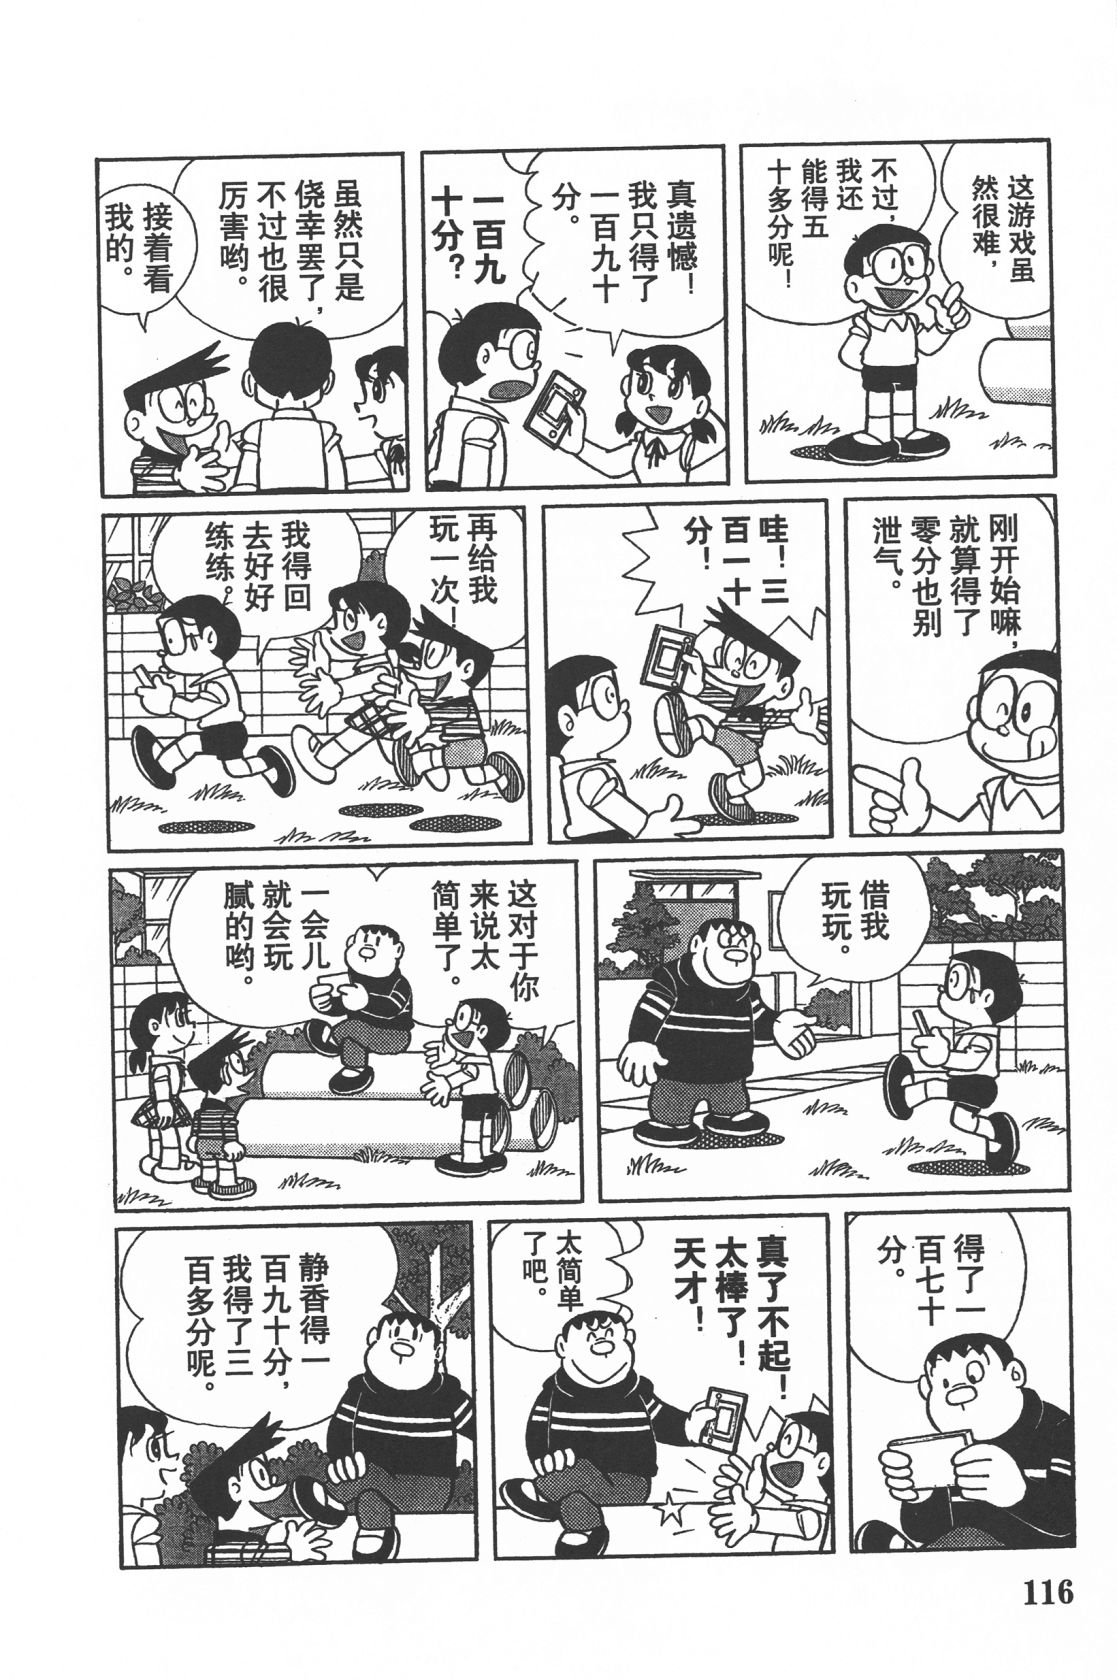 这游戏虽
然很难，
不过，
我还
能得五
十多分呢！
真遗憾！
我只得了
一百九十
分。
一百九
十分？
虽然只是
侥幸罢了，
不过也很
厉害哟。
接着看
我的。
刚开始嘛，
就算得了
零分也别
泄气。
哇！三
百一十
分！
再给我
玩一次！
我得回
去好好
练练。
借我
玩玩。
这对于你
来说太
简单了。
一会儿
就会玩
腻的哟。
得了一
百七十
分。
真了不起！
太棒了！
天才！
太简单
了吧。
静香得一
百九十分，
我得了三
百多分呢。
116